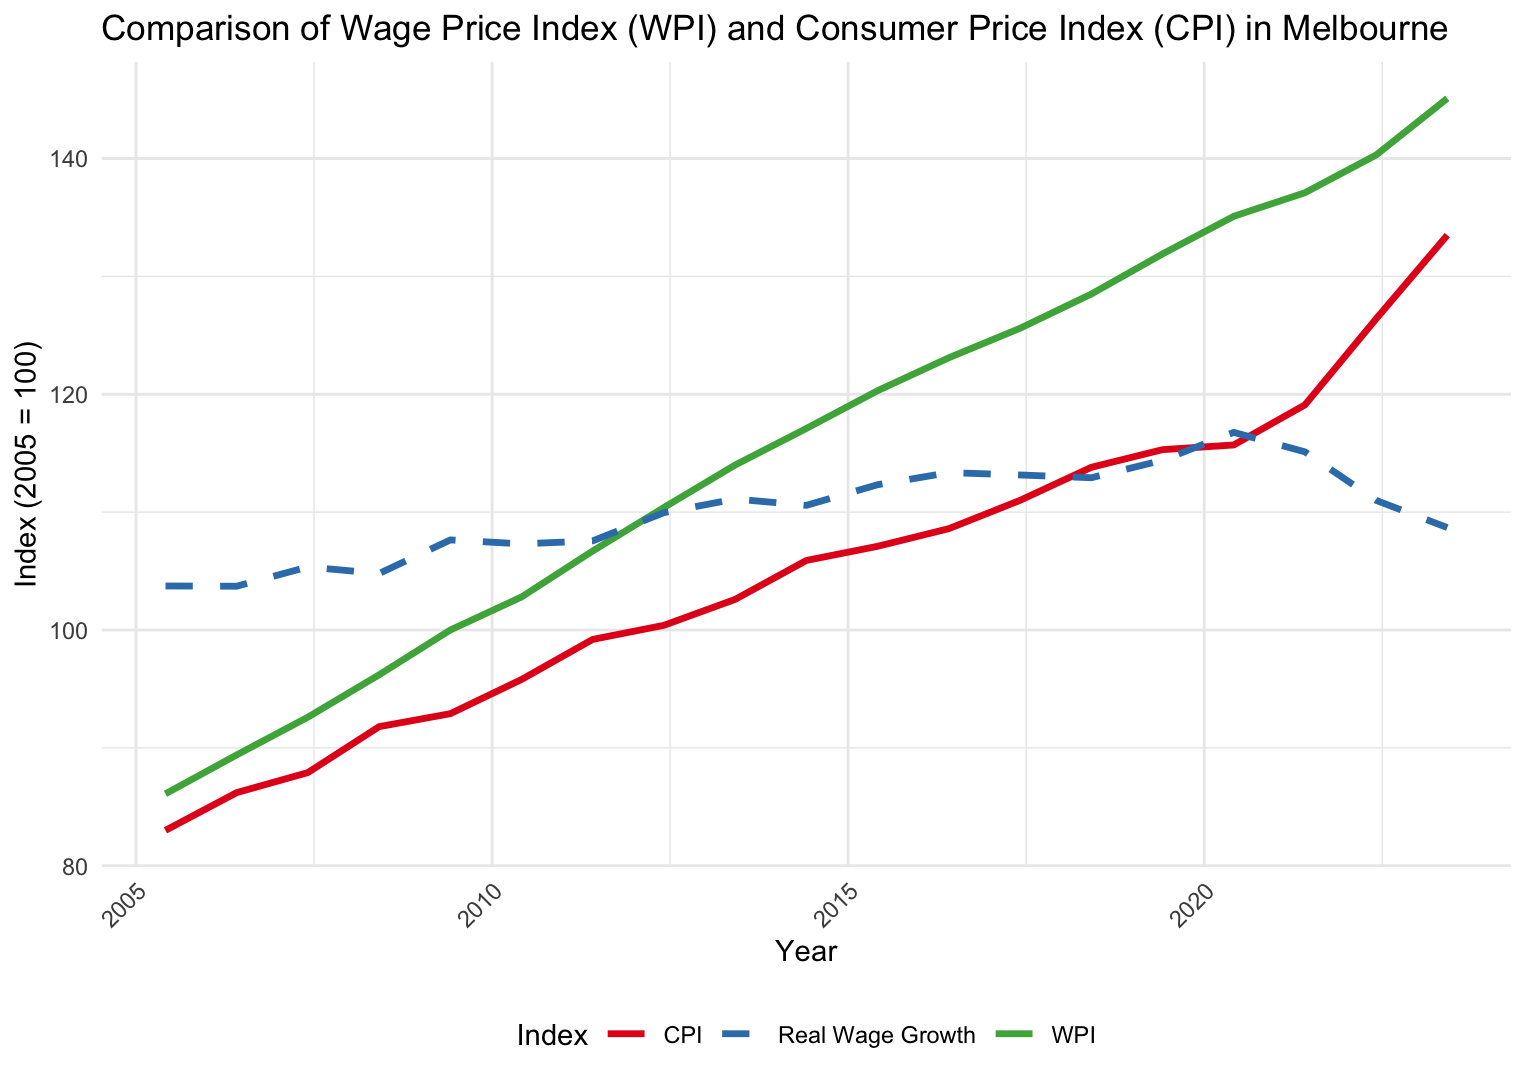 Comparison of Wage Price Index (WPI) and Consumer Price Index (CPI) in Melbourne
Index (2005 = 100)
140
120
100
80
2005
2010
2015
2020
Year
Index CPI Real Wage Growth WPI